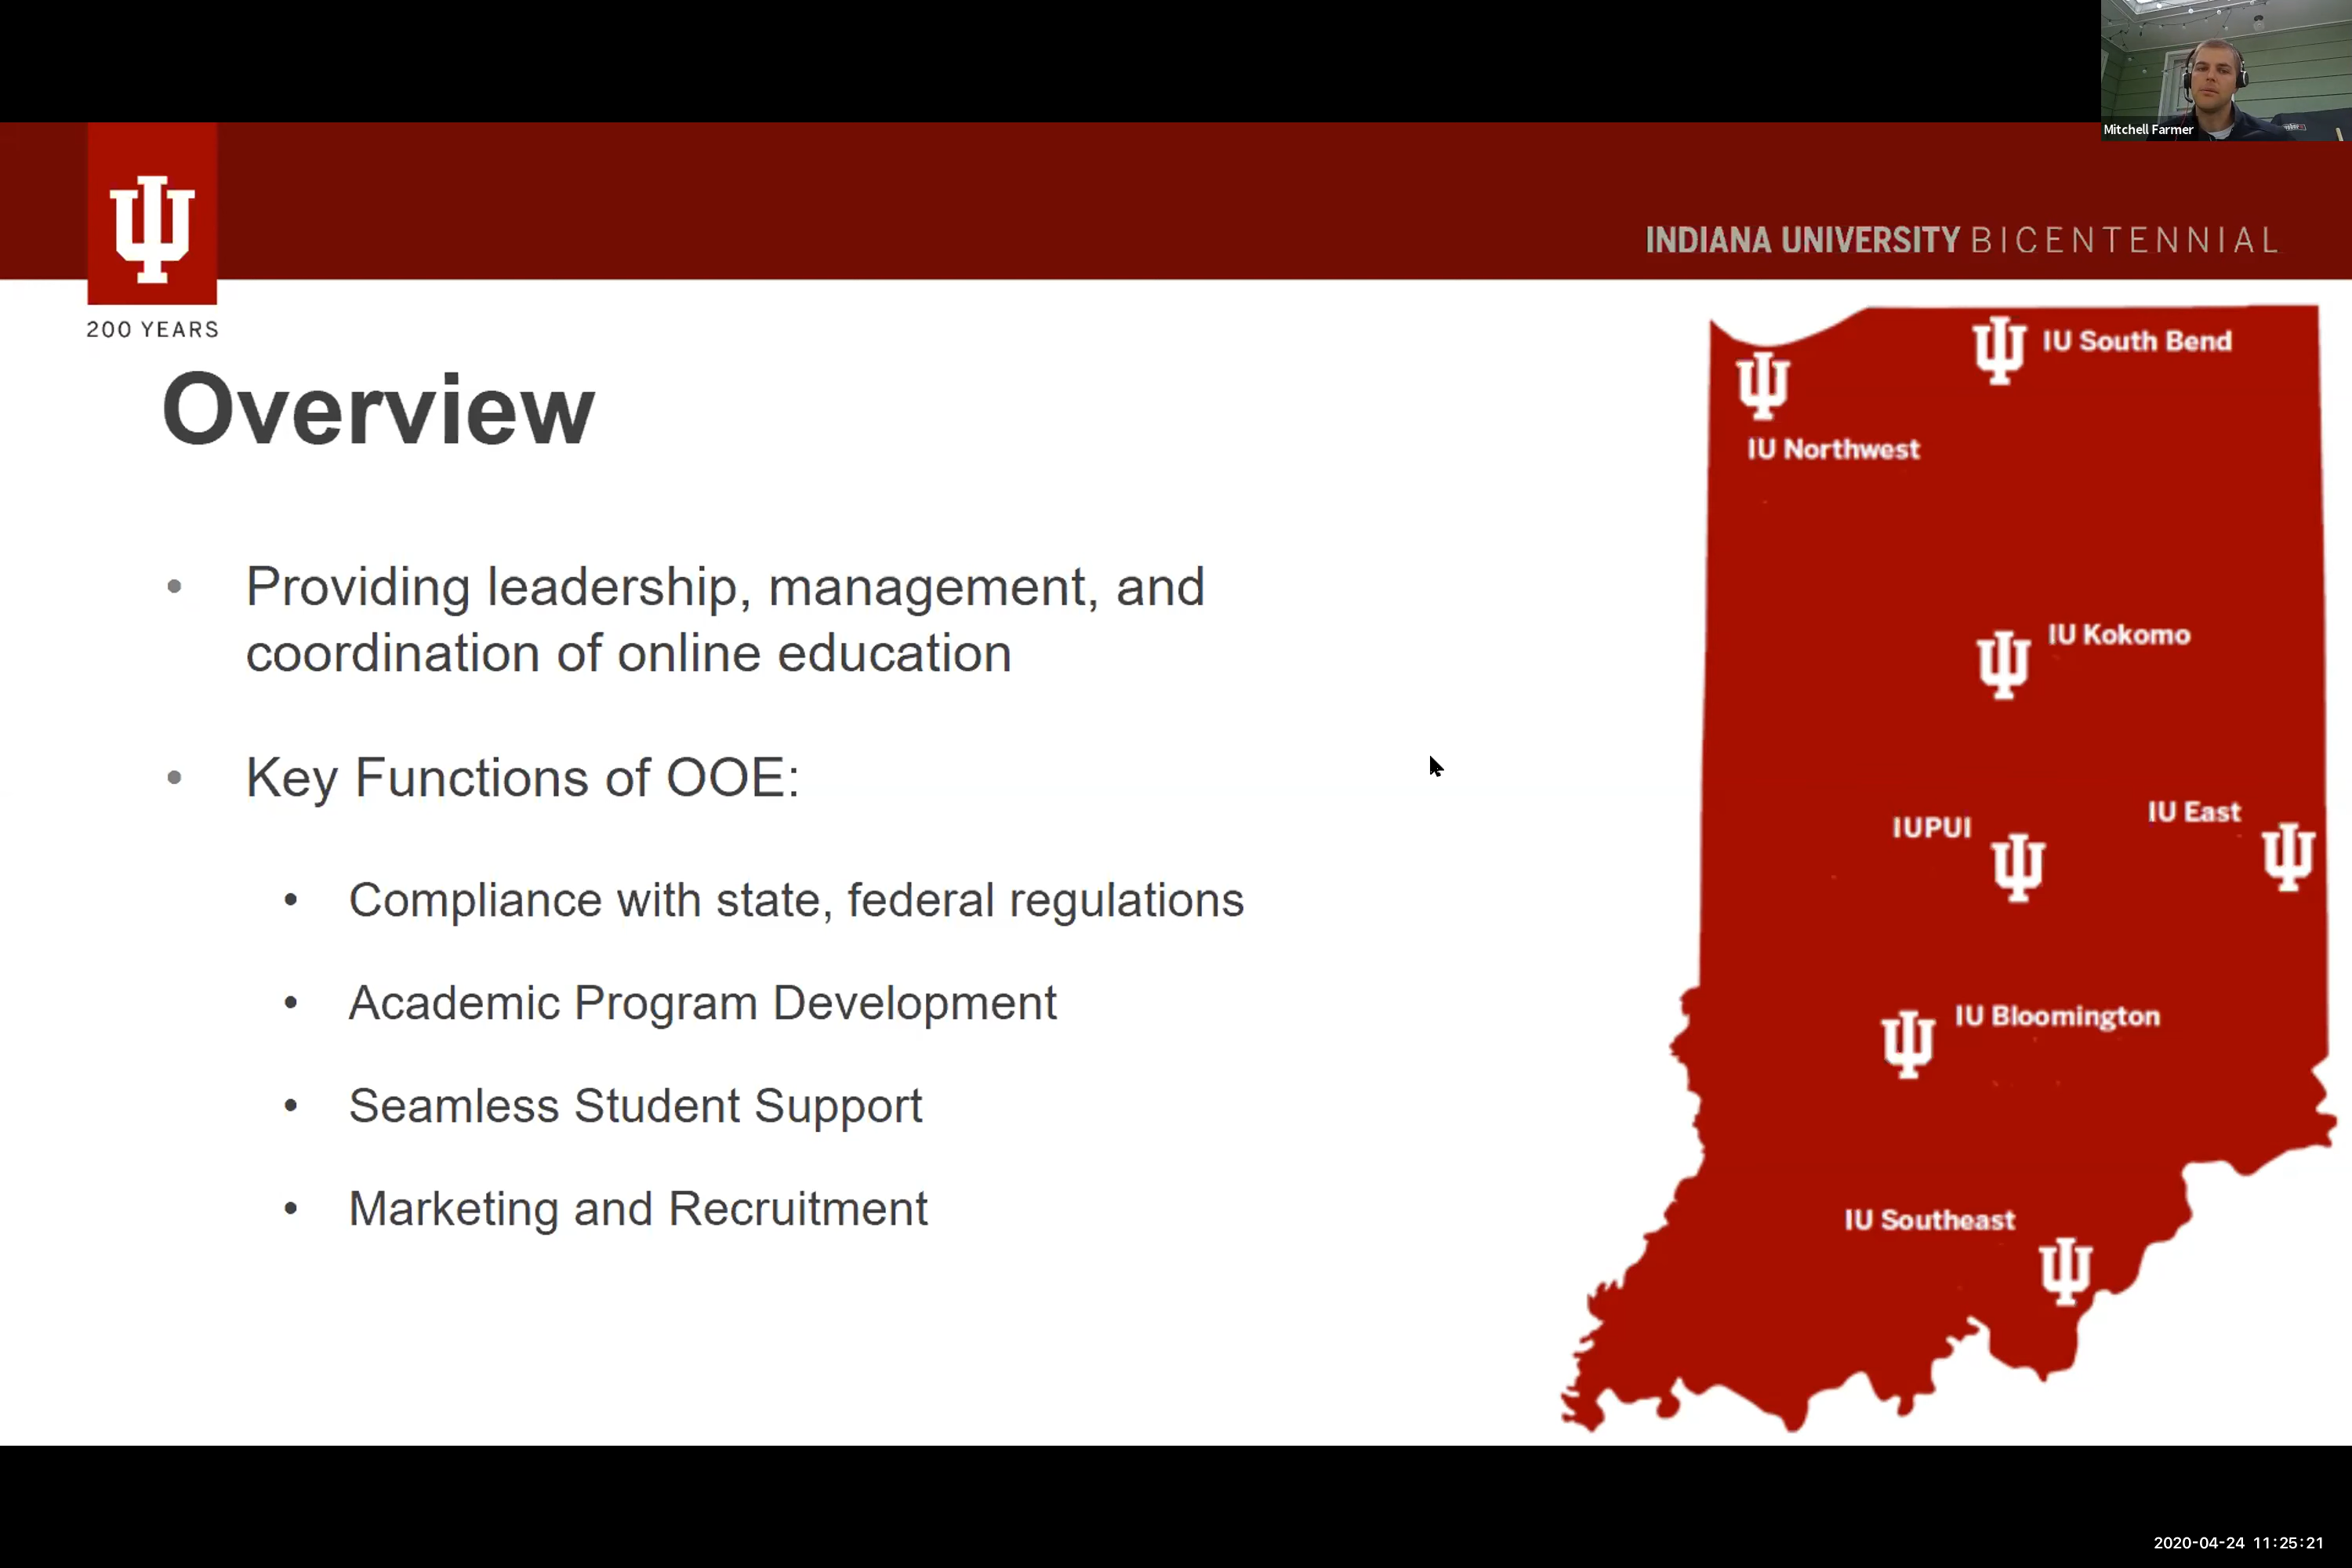 Mitchell Farmer
INDIANA UNIVERSITY BICENTENNIAL
200 YEARS
Overview
• Providing leadership, management, and
coordination of online education
• Key Functions of OOE:
• Compliance with state, federal regulations
• Academic Program Development
• Seamless Student Support
• Marketing and Recruitment
IU South Bend
IU Northwest
IU Kokomo
IU East
IUPUI
IU Bloomington
IU Southeast
2020-04-24 11:25:21